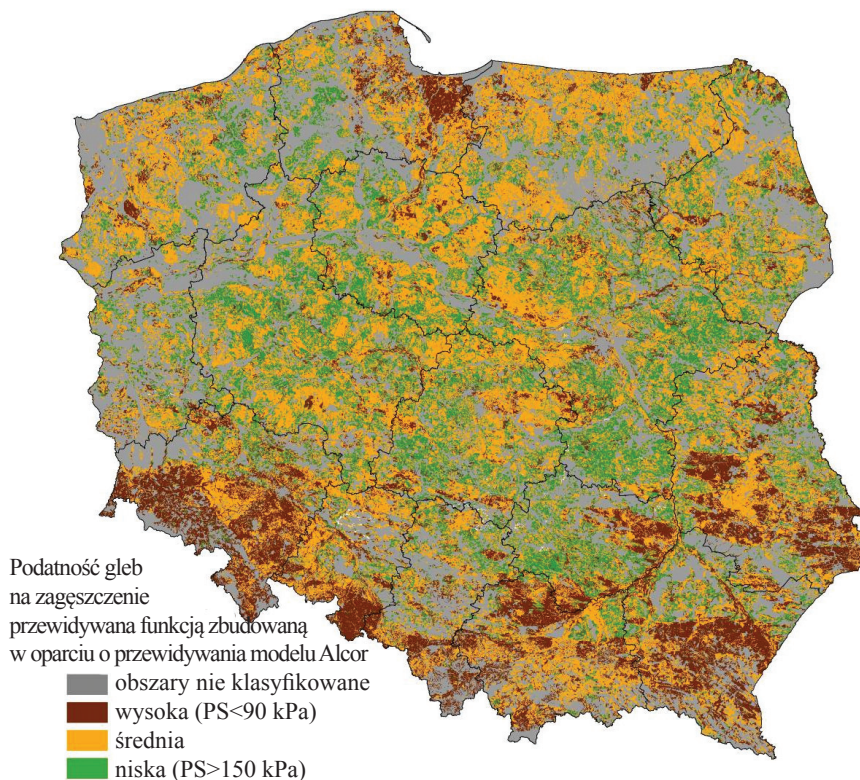 Podatność gleb
na zagęszczenie
przewidywana funkcją zbudowaną
w oparciu o przewidywania modelu Alcor
obszary nie klasyfikowane
wysoka (PS<90 kPa)
średnia
niska (PS>150 kPa)